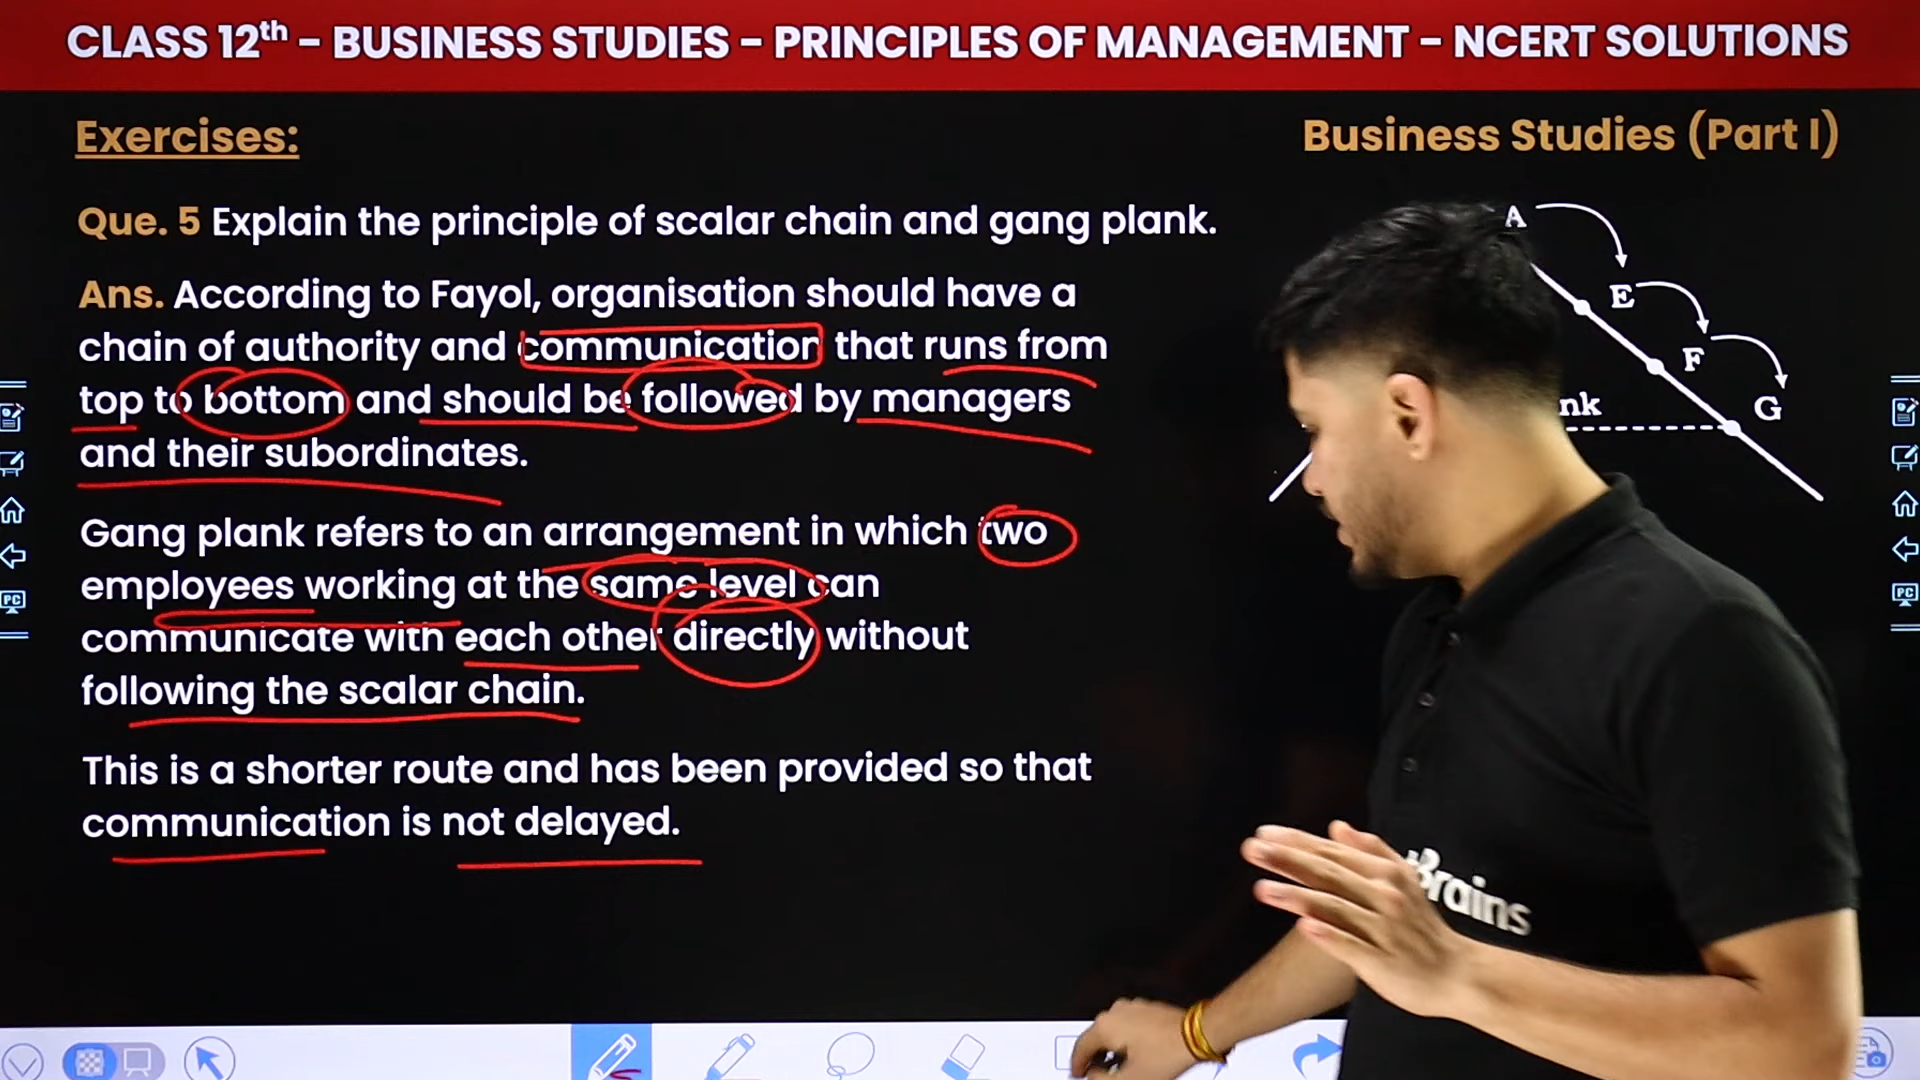 CLASS 12th - BUSINESS STUDIES - PRINCIPLES OF MANAGEMENT - NCERT SOLUTIONS
Exercises:
Business Studies (Part I)
Que. 5 Explain the principle of scalar chain and gang plank.
Ans. According to Fayol, organisation should have a
chain of authority and communication that runs from
top to bottom and should be followed by managers
and their subordinates.
Gang plank refers to an arrangement in which two
employees working at the same level can
communicate with each other directly without
following the scalar chain.
This is a shorter route and has been provided so that
communication is not delayed.
A
E
F
nk
G
Brains
PC
PC